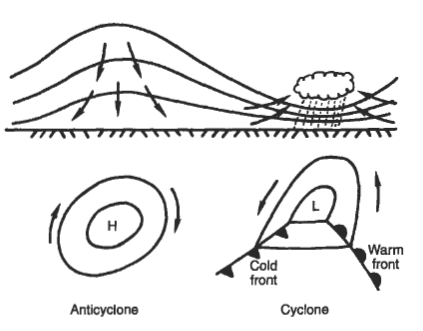 H
L
Cold
front
Warm
front
Anticyclone
Cyclone